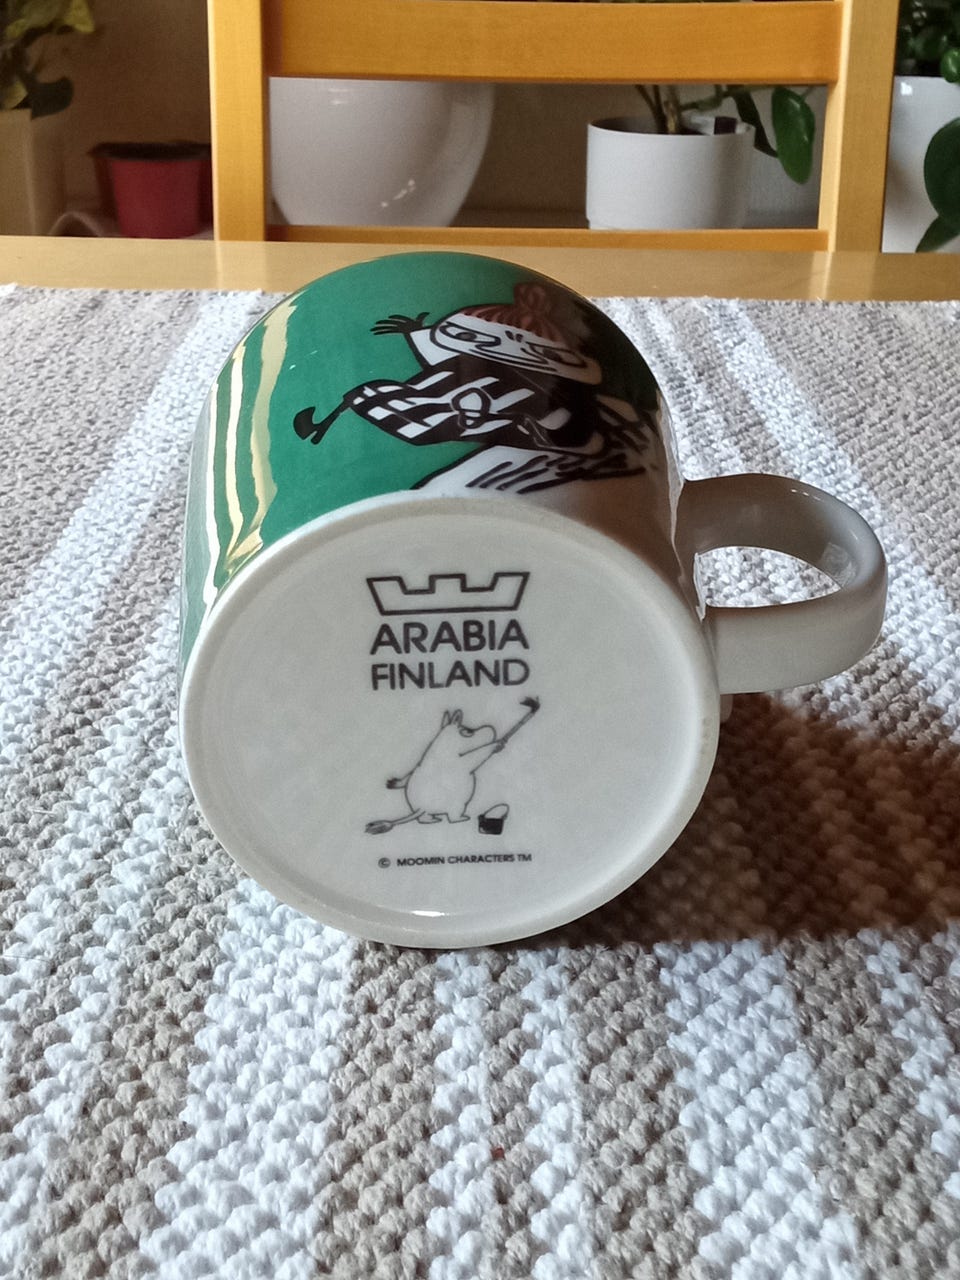 ARABIA
FINLAND
© MOOMIN CHARACTERS ™